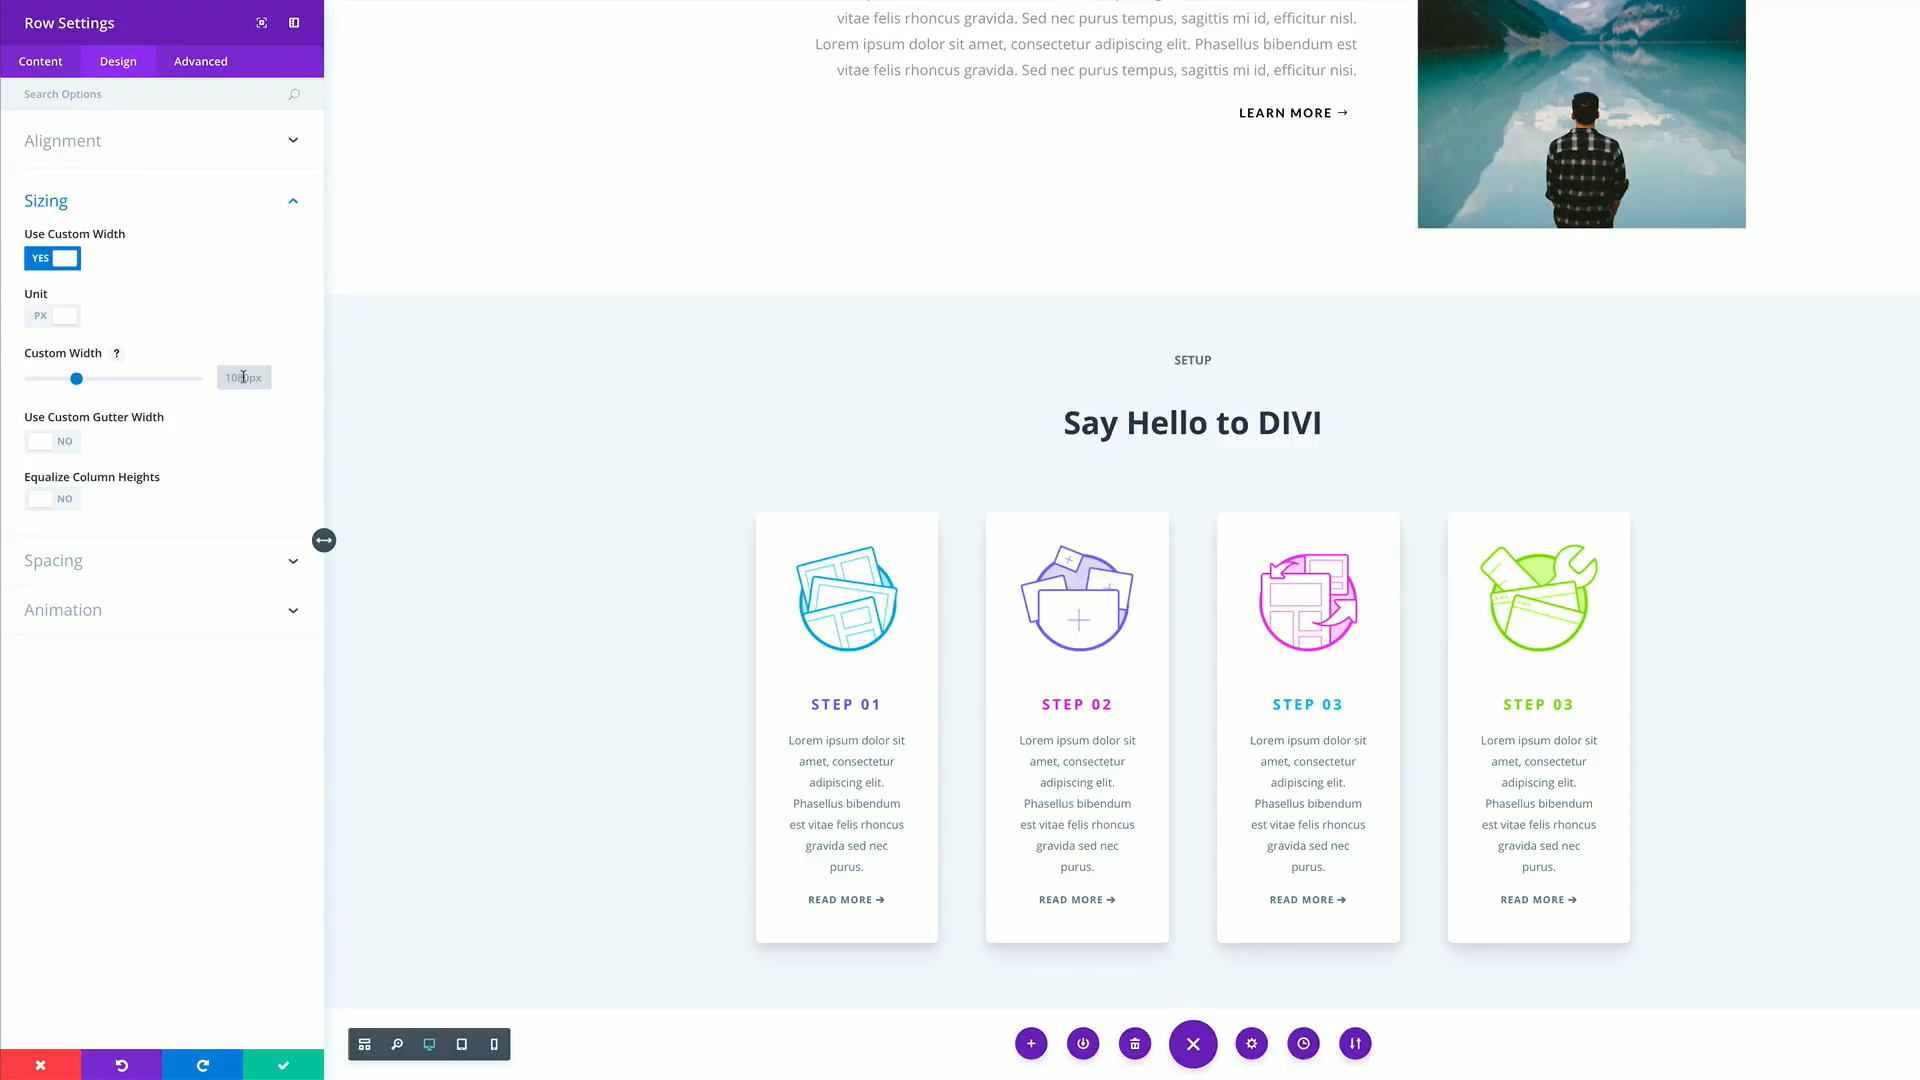 Row Settings
Content
Design
Advanced
Search Options
Alignment
Sizing
Use Custom Width
YES
Unit
PX
Custom Width ?
1080px
Use Custom Gutter Width
NO
Equalize Column Heights
NO
Spacing
Animation
vitae felis rhoncus gravida. Sed nec purus tempus, sagittis mi id, efficitur nisl.
Lorem ipsum dolor sit amet, consectetur adipiscing elit. Phasellus bibendum est
vitae felis rhoncus gravida. Sed nec purus tempus, sagittis mi id, efficitur nisi.
LEARN MORE →
SETUP
Say Hello to DIVI
STEP 01
Lorem ipsum dolor sit
amet, consectetur
adipiscing elit.
Phasellus bibendum
est vitae felis rhoncus
gravida sed nec
purus.
READ MORE →
STEP 02
Lorem ipsum dolor sit
amet, consectetur
adipiscing elit.
Phasellus bibendum
est vitae felis rhoncus
gravida sed nec
purus.
READ MORE →
STEP 03
Lorem ipsum dolor sit
amet, consectetur
adipiscing elit.
Phasellus bibendum
est vitae felis rhoncus
gravida sed nec
purus.
READ MORE →
STEP 03
Lorem ipsum dolor sit
amet, consectetur
adipiscing elit.
Phasellus bibendum
est vitae felis rhoncus
gravida sed nec
purus.
READ MORE →